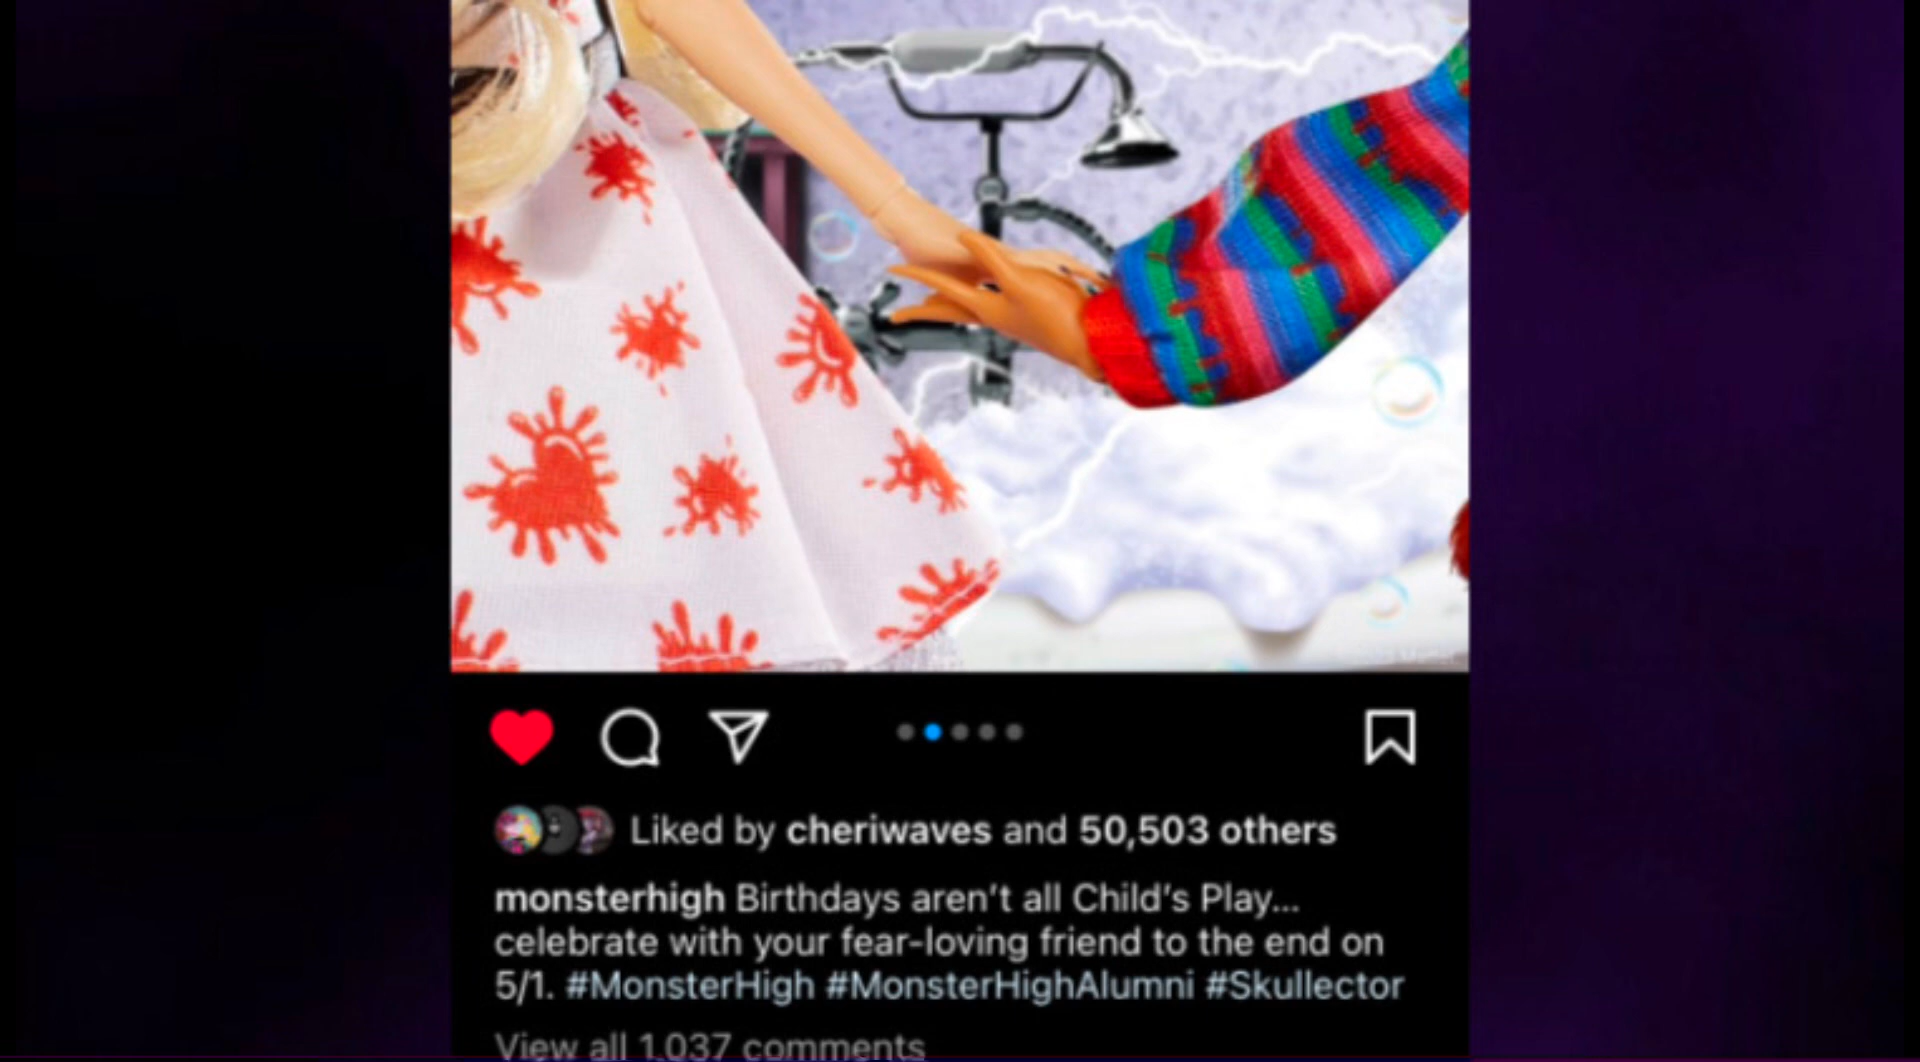 Liked by cheriwaves and 50,503 others
monsterhigh Birthdays aren’t all Child’s Play...
celebrate with your fear-loving friend to the end on
5/1. #MonsterHigh #MonsterHighAlumni #Skullector
View all 1,037 comments